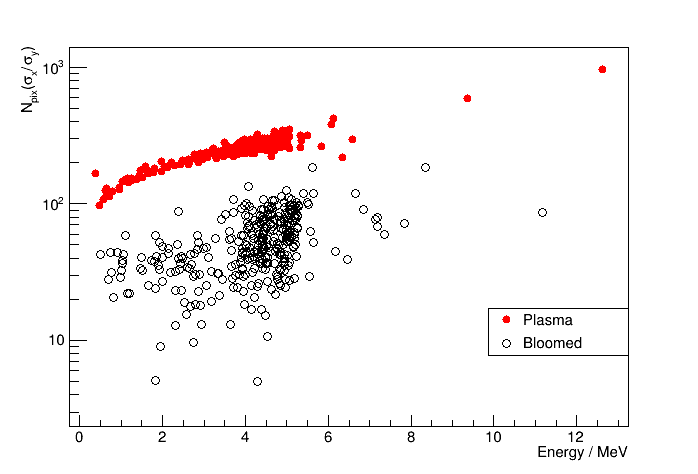 N_pix(σ_x/σ_y)
10³
10²
10
Plasma
Bloomed
0 2 4 6 8 10 12
Energy / MeV